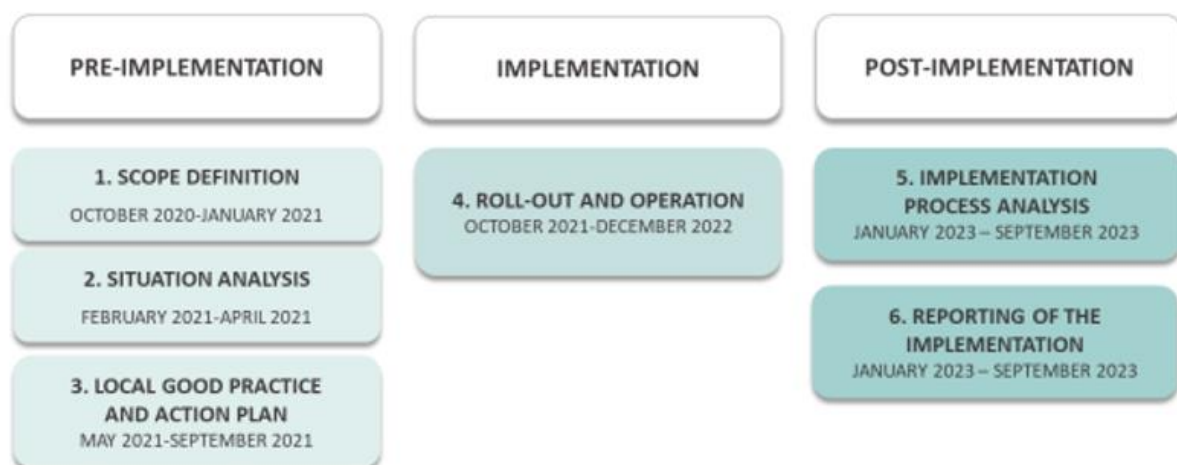 PRE-IMPLEMENTATION
1. SCOPE DEFINITION
OCTOBER 2020-JANUARY 2021
2. SITUATION ANALYSIS
FEBRUARY 2021-APRIL 2021
3. LOCAL GOOD PRACTICE
AND ACTION PLAN
MAY 2021-SEPTEMBER 2021
IMPLEMENTATION
4. ROLL-OUT AND OPERATION
OCTOBER 2021-DECEMBER 2022
POST-IMPLEMENTATION
5. IMPLEMENTATION
PROCESS ANALYSIS
JANUARY 2023 – SEPTEMBER 2023
6. REPORTING OF THE
IMPLEMENTATION
JANUARY 2023 – SEPTEMBER 2023